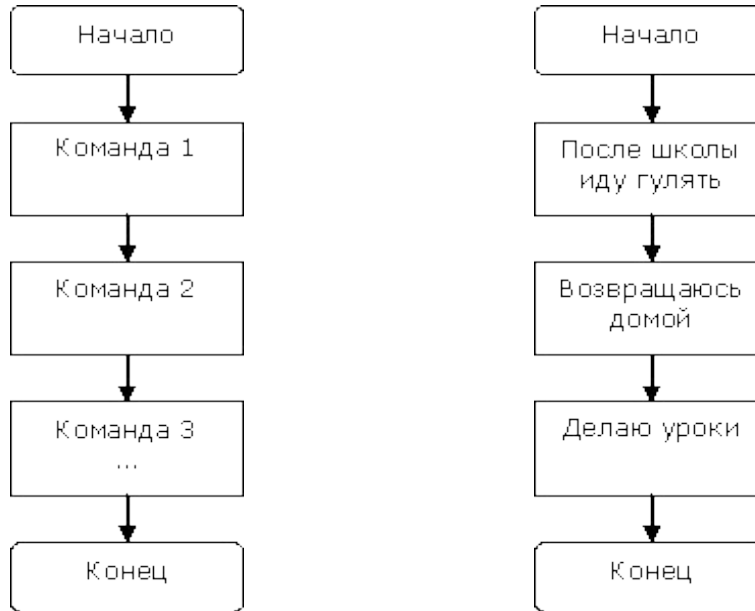 Начало
Команда 1
Команда 2
Команда 3
...
Конец
Начало
После школы
иду гулять
Возвращаюсь
домой
Делаю уроки
Конец